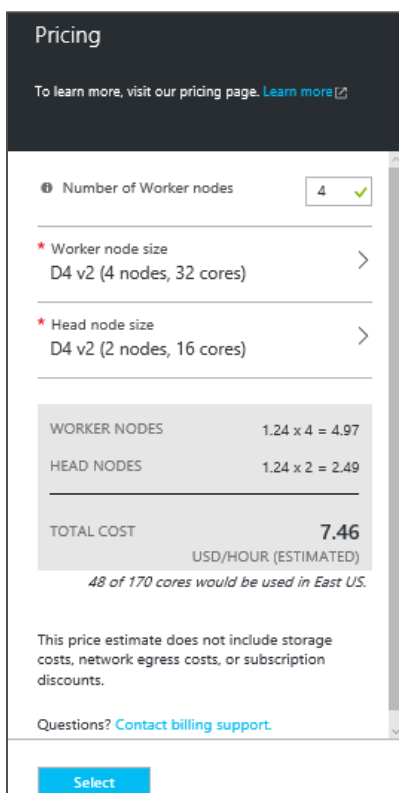 Pricing
To learn more, visit our pricing page. Learn more
Number of Worker nodes
4
* Worker node size
D4 v2 (4 nodes, 32 cores)
* Head node size
D4 v2 (2 nodes, 16 cores)
WORKER NODES 1.24 x 4 = 4.97
HEAD NODES 1.24 x 2 = 2.49
TOTAL COST 7.46
USD/HOUR (ESTIMATED)
48 of 170 cores would be used in East US.
This price estimate does not include storage
costs, network egress costs, or subscription
discounts.
Questions? Contact billing support.
Select